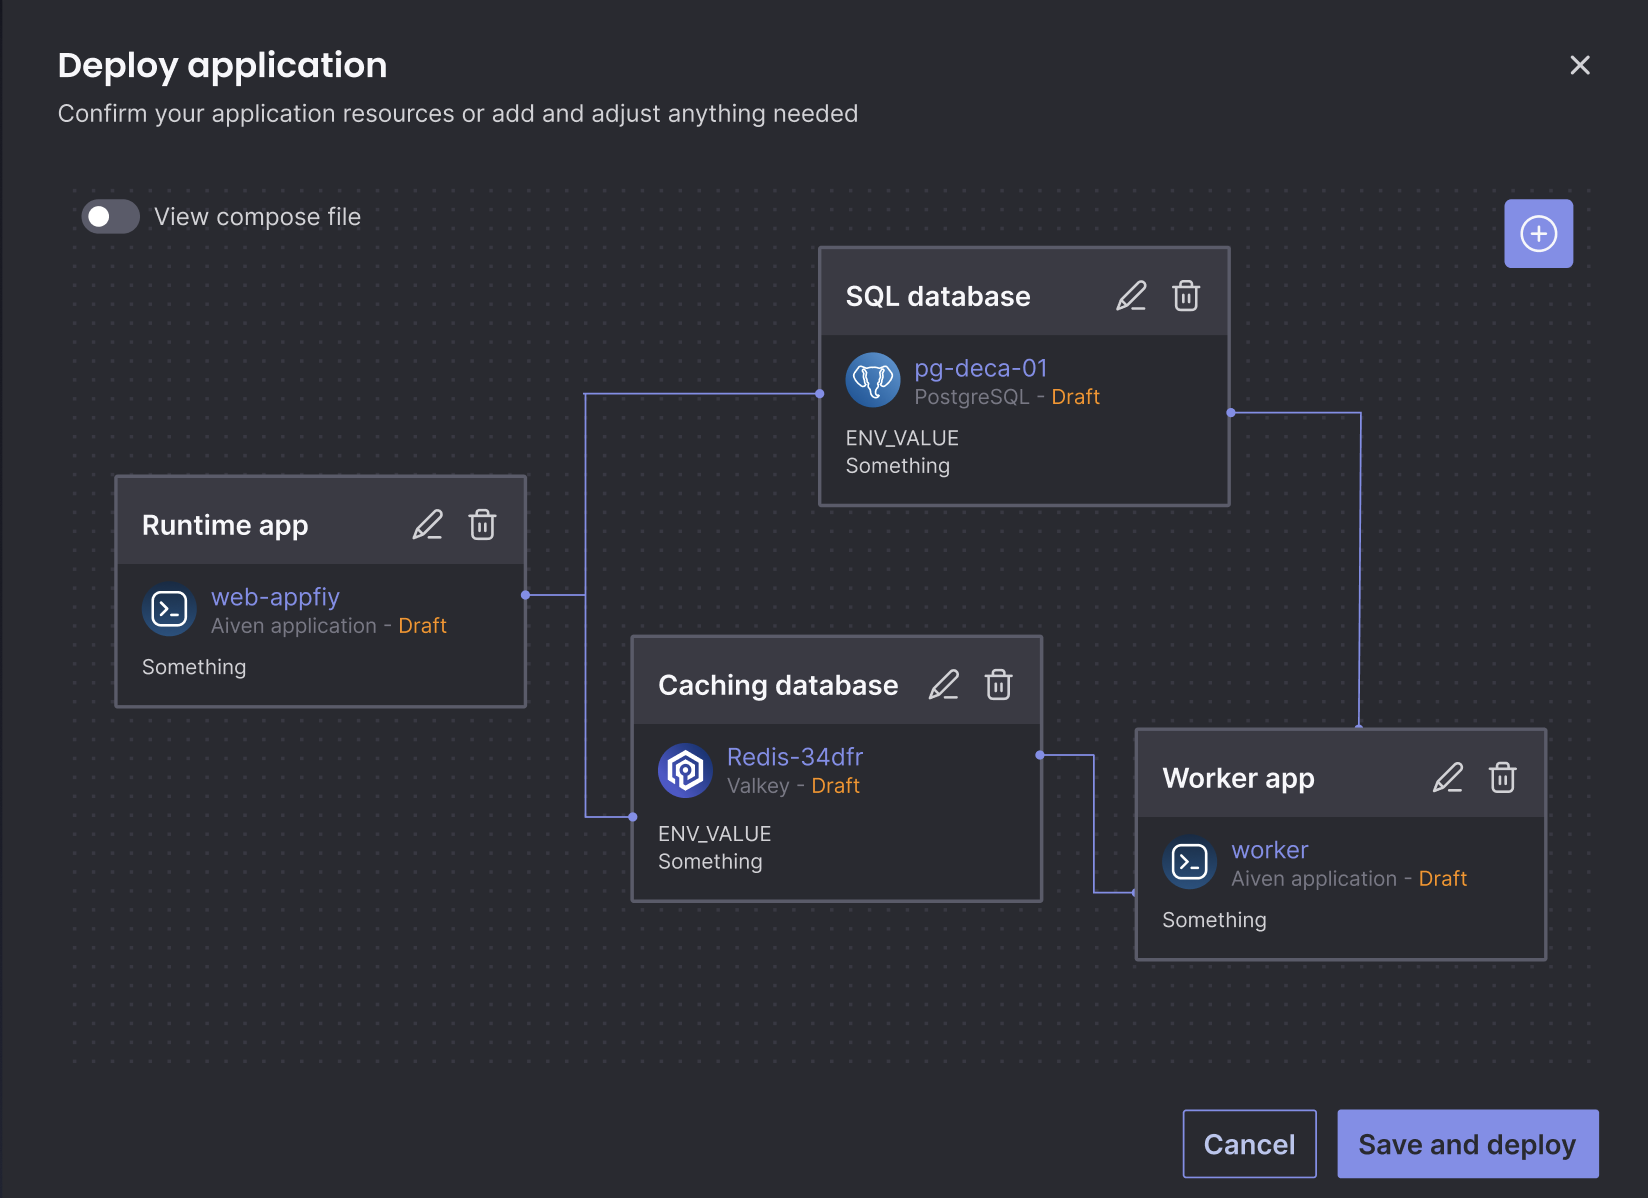 Deploy application
Confirm your application resources or add and adjust anything needed
View compose file
SQL database
pg-deca-01
PostgreSQL - Draft
ENV_VALUE
Something
Runtime app
web-appfiy
Aiven application - Draft
Something
Caching database
Redis-34dfr
Valkey - Draft
ENV_VALUE
Something
Worker app
worker
Aiven application - Draft
Something
Cancel
Save and deploy